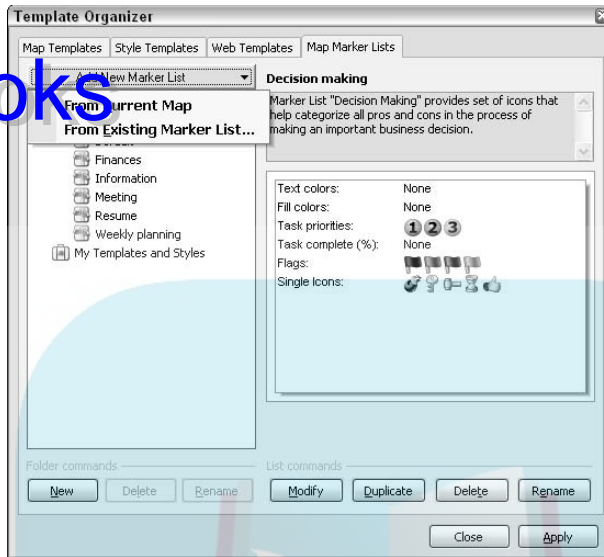 Template Organizer
Map Templates
Style Templates
Web Templates
Map Marker Lists
Add New Marker List
oks
From Current Map
From Existing Marker List...
Default
Finances
Information
Meeting
Resume
Weekly planning
My Templates and Styles
Decision making
Marker List "Decision Making" provides set of icons that
help categorize all pros and cons in the process of
making an important business decision.
Text colors: None
Fill colors: None
Task priorities: 1 2 3
Task complete (%): None
Flags:
Single Icons:
Folder commands
New
Delete
Rename
List commands
Modify
Duplicate
Delete
Rename
Close
Apply